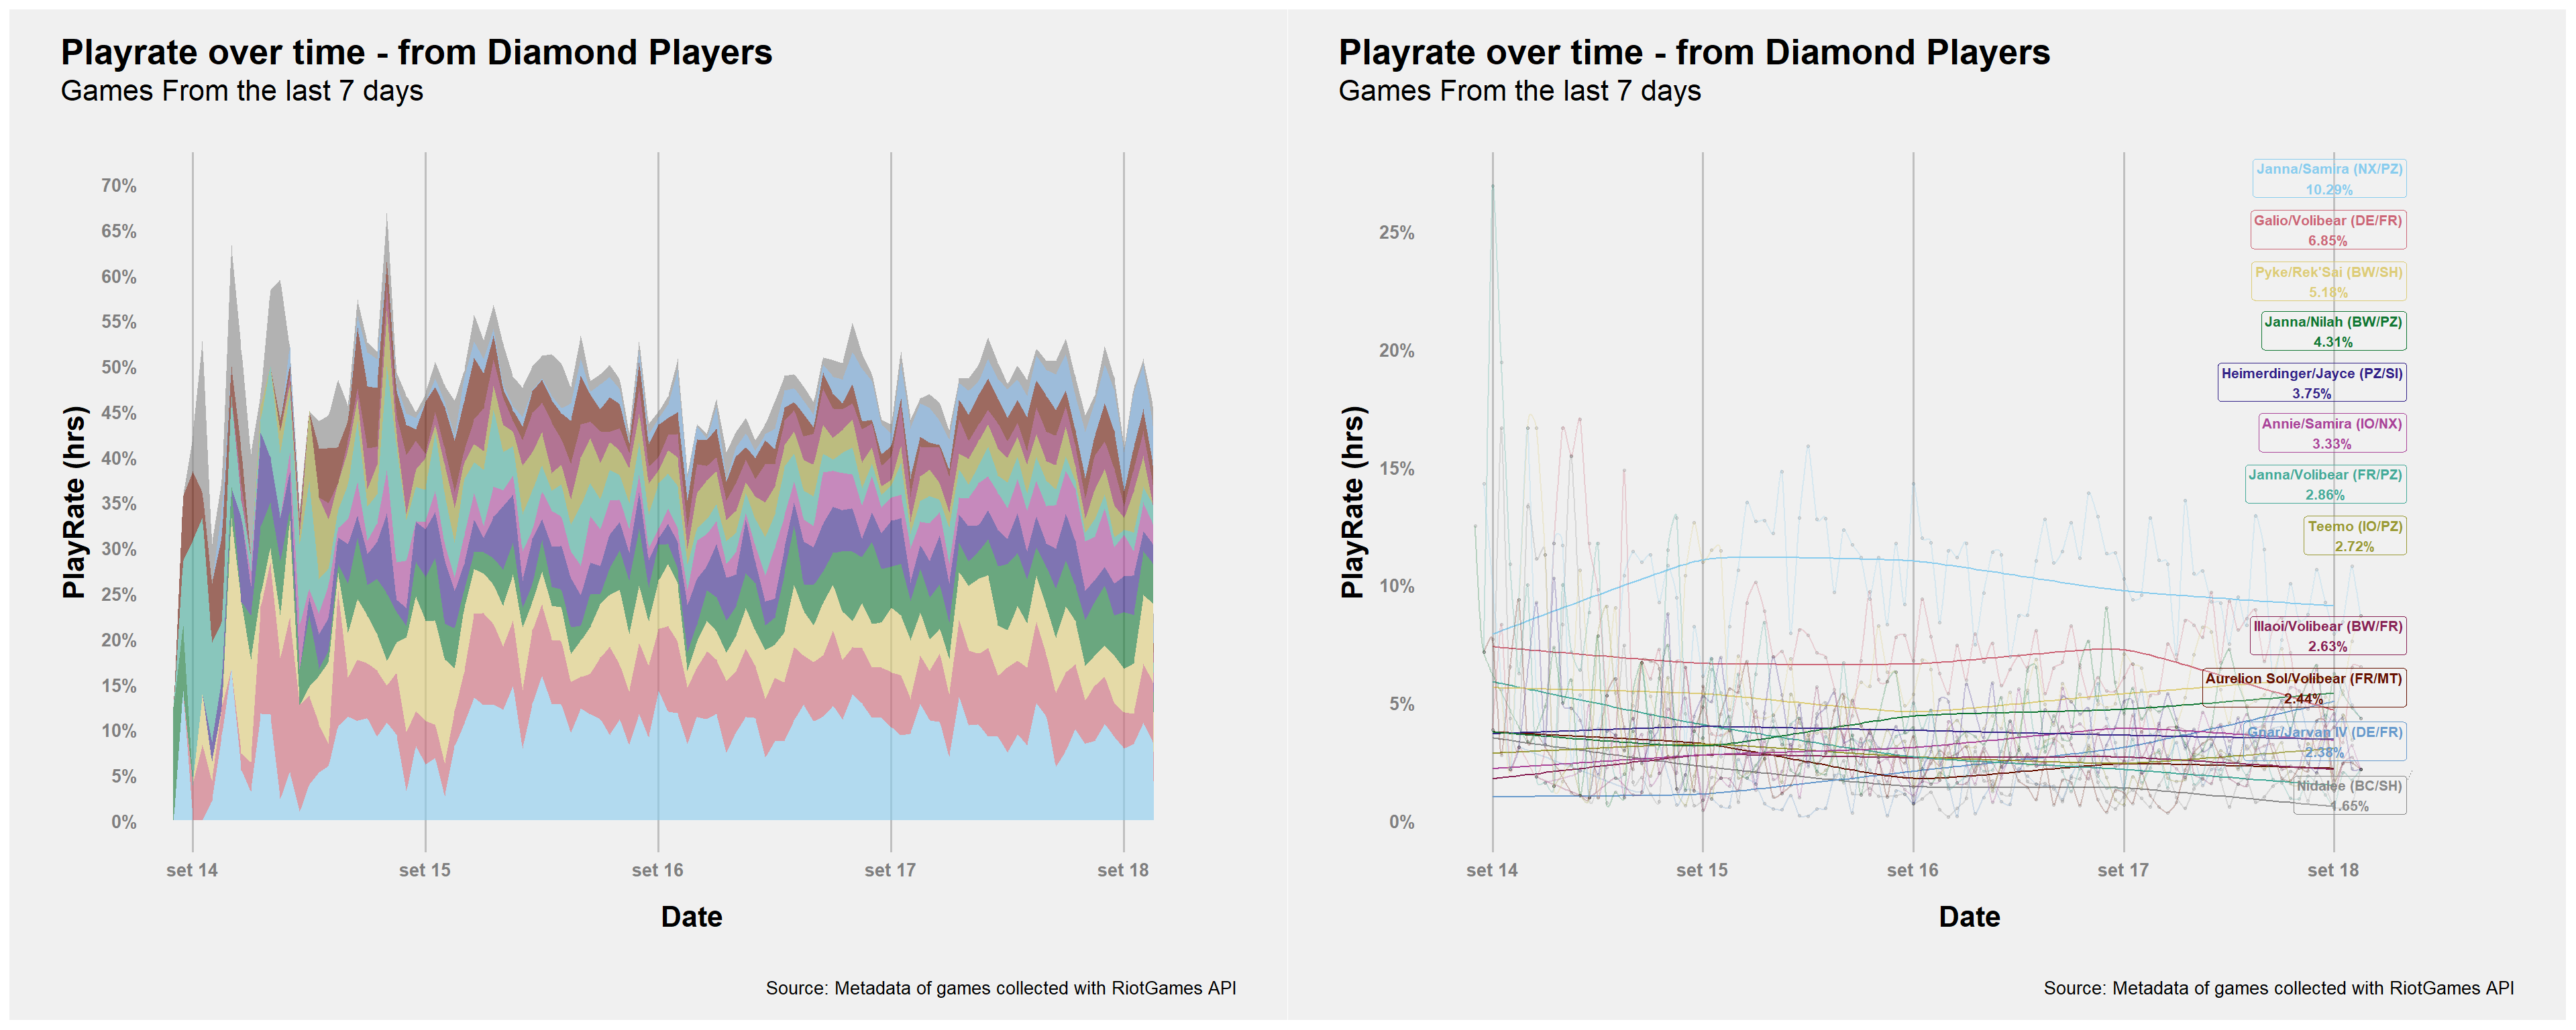 Playrate over time - from Diamond Players
Games From the last 7 days
PlayRate (hrs)
70%
65%
60%
55%
50%
45%
40%
35%
30%
25%
20%
15%
10%
5%
0%
set 14
set 15
set 16
set 17
set 18
Date
Source: Metadata of games collected with RiotGames API
Playrate over time - from Diamond Players
Games From the last 7 days
PlayRate (hrs)
25%
20%
15%
10%
5%
0%
Janna/Samira (NX/PZ)
10.29%
Galio/Volibear (DE/FR)
6.85%
Pyke/Rek'Sai (BW/SH)
5.18%
Janna/Nilah (BW/PZ)
4.31%
Heimerdinger/Jayce (PZ/SI)
3.75%
Annie/Samira (IO/NX)
3.33%
Janna/Volibear (FR/PZ)
2.86%
Teemo (IO/PZ)
2.72%
Illaoi/Volibear (BW/FR)
2.63%
Aurelion Sol/Volibear (FR/MT)
2.44%
Gnar/Jarvan IV (DE/FR)
2.38%
Nidalee (BC/SH)
1.65%
set 14
set 15
set 16
set 17
set 18
Date
Source: Metadata of games collected with RiotGames API